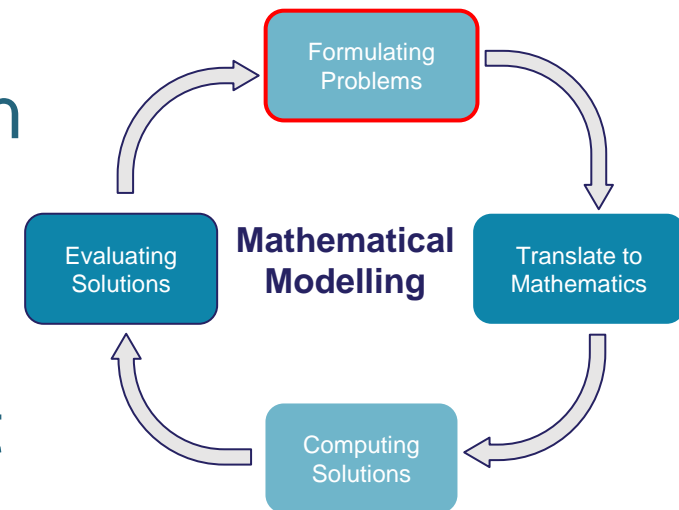 Formulating
Problems
Evaluating
Solutions
Mathematical
Modelling
Translate to
Mathematics
Computing
Solutions